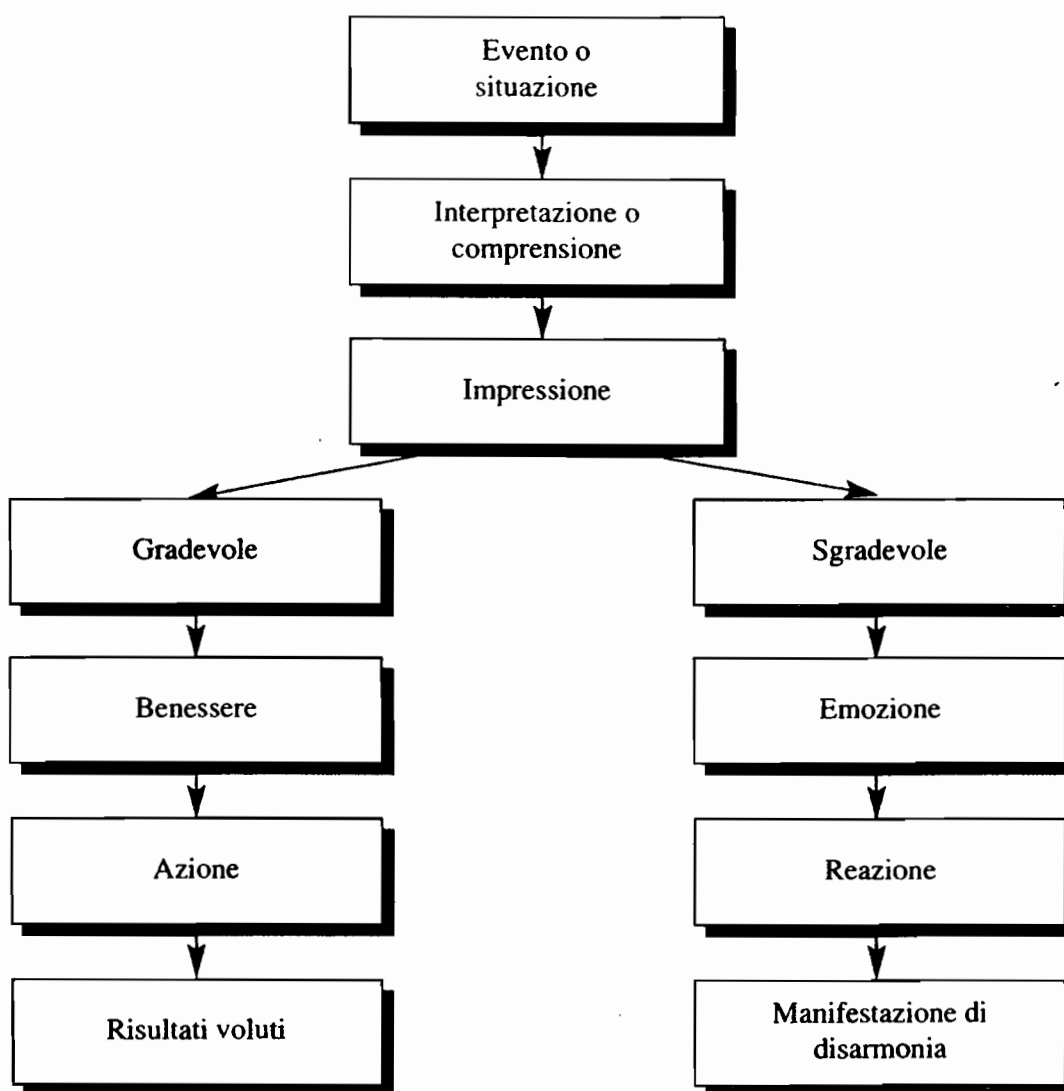 Evento o
situazione
Interpretazione o
comprensione
Impressione
Gradevole
Sgradevole
Benessere
Emozione
Azione
Reazione
Risultati voluti
Manifestazione di
disarmonia